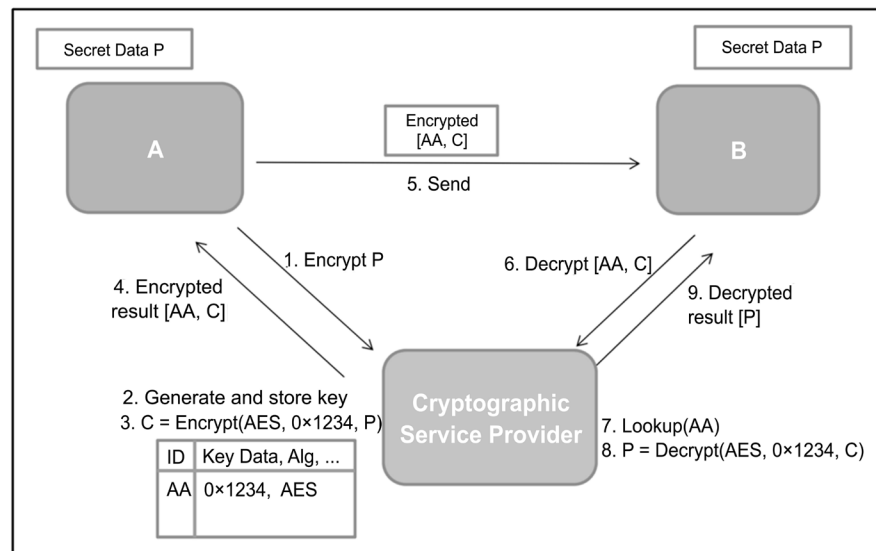 Secret Data P
Secret Data P
A
Encrypted
[AA, C]
B
5. Send
1. Encrypt P
6. Decrypt [AA, C]
4. Encrypted
result [AA, C]
9. Decrypted
result [P]
2. Generate and store key
3. C = Encrypt(AES, 0×1234, P)
Cryptographic
Service Provider
7. Lookup(AA)
8. P = Decrypt(AES, 0×1234, C)
ID Key Data, Alg, ...
AA 0×1234, AES